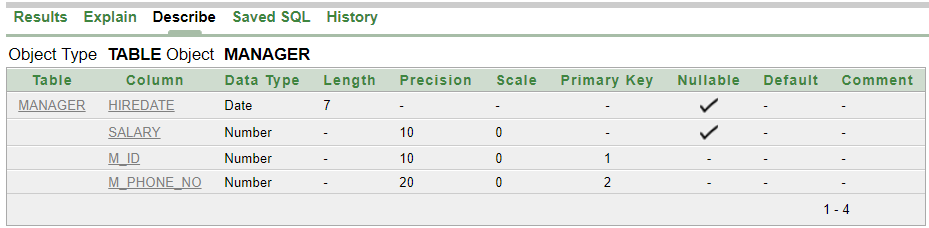 Results Explain Describe Saved SQL History
Object Type TABLE Object MANAGER
Table Column Data Type Length Precision Scale Primary Key Nullable Default Comment
MANAGER HIREDATE Date 7 - - - ✓ - -
SALARY Number - 10 0 - ✓ - -
M_ID Number - 10 0 1 - - -
M_PHONE_NO Number - 20 0 2 - - -
1 - 4